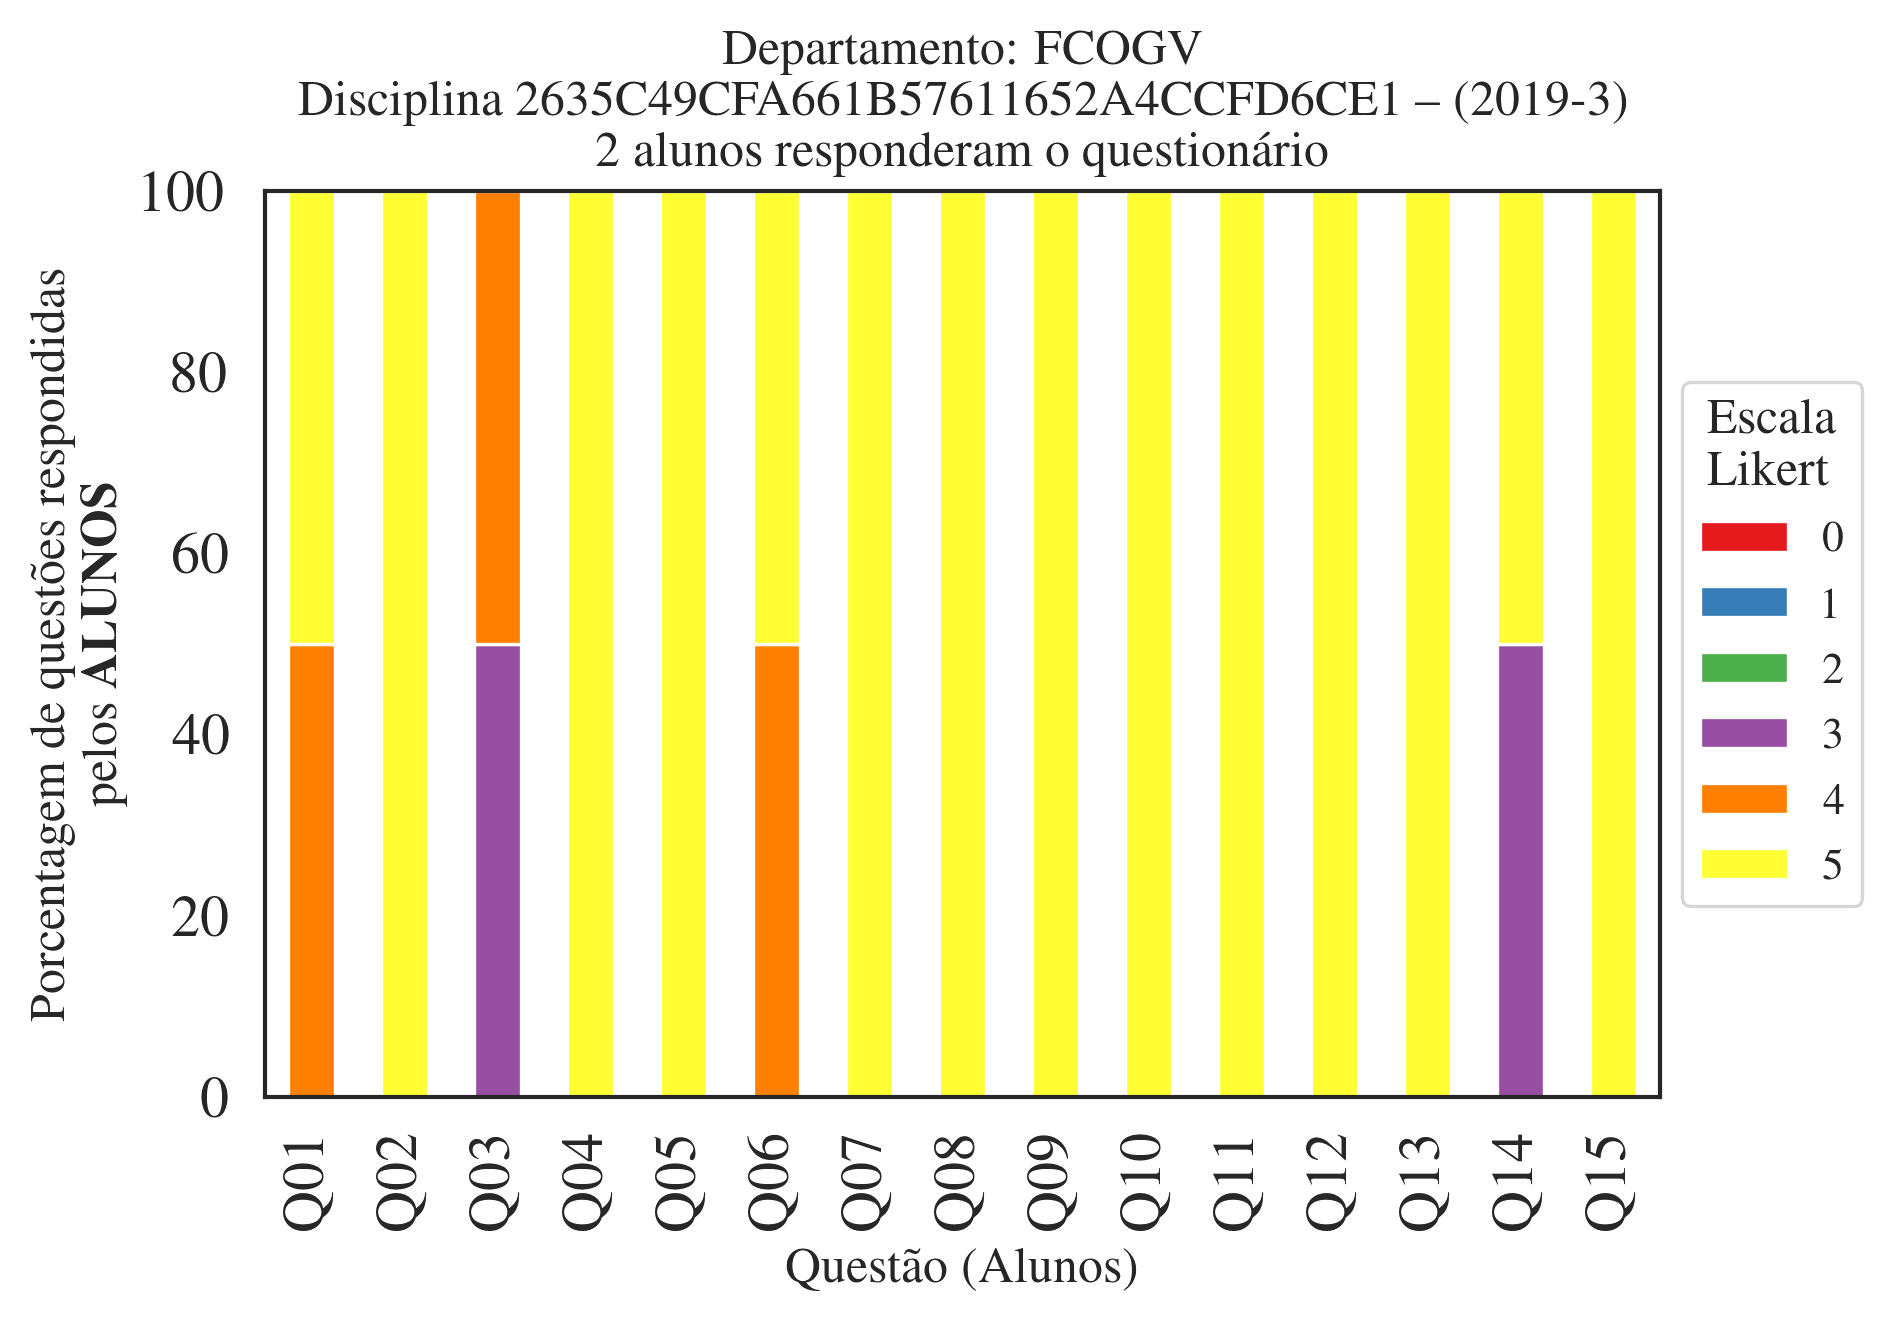 Departamento: FCOGV
Disciplina 2635C49CFA661B57611652A4CCFD6CE1 – (2019-3)
2 alunos responderam o questionário
Porcentagem de questões respondidas
pelos ALUNOS
100
80
60
40
20
0
Q01
Q02
Q03
Q04
Q05
Q06
Q07
Q08
Q09
Q10
Q11
Q12
Q13
Q14
Q15
Questão (Alunos)
Escala
Likert
0
1
2
3
4
5